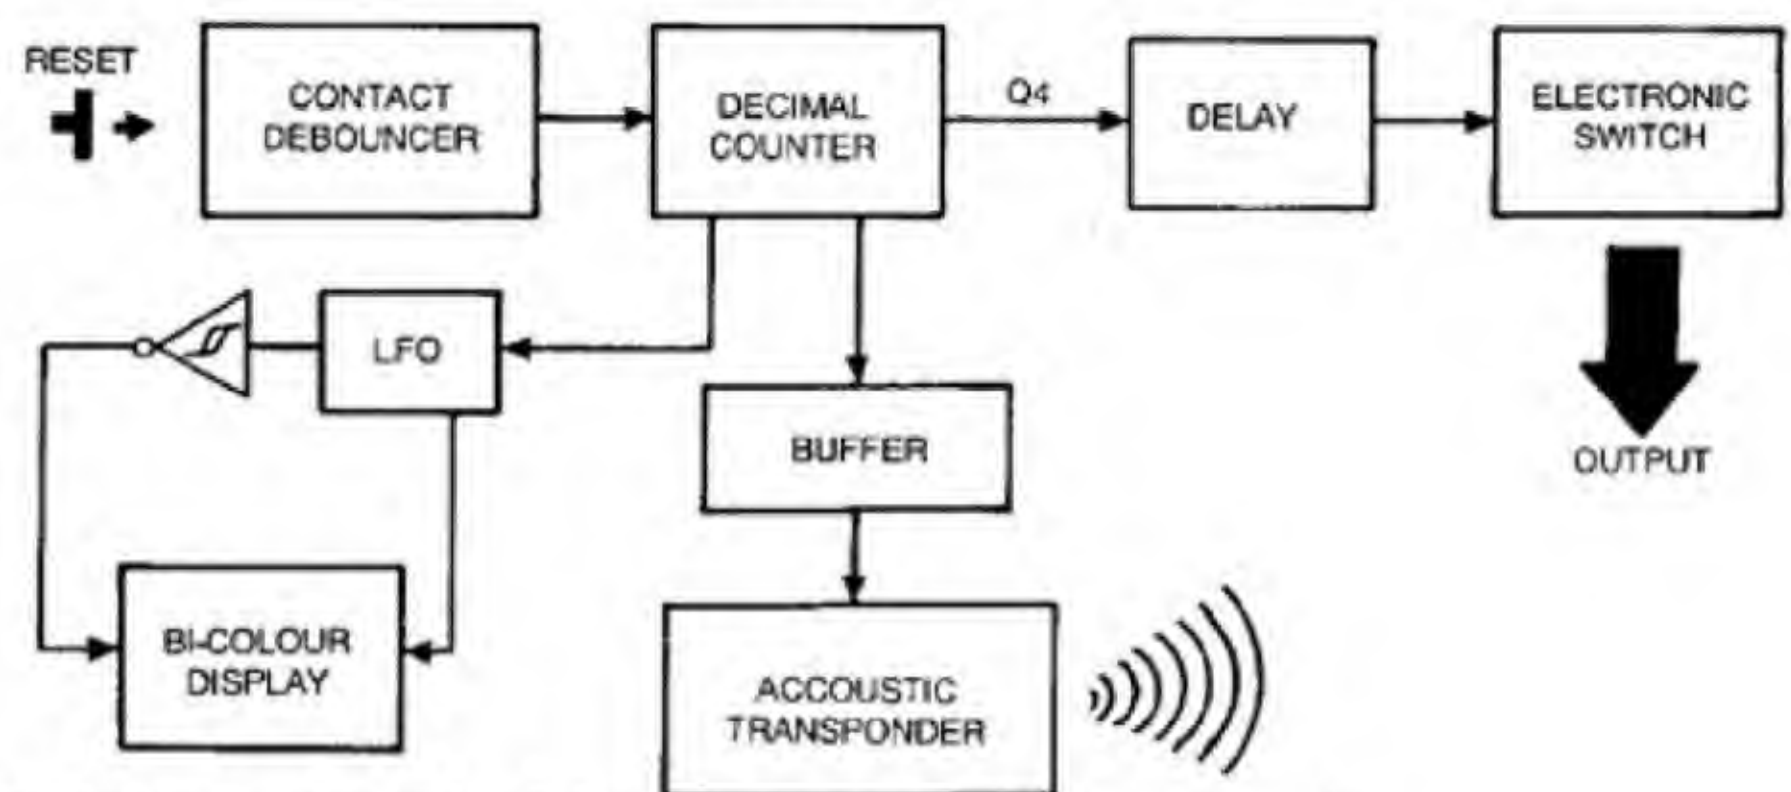 RESET
CONTACT
DEBOUNCER
DECIMAL
COUNTER
Q4
DELAY
ELECTRONIC
SWITCH
OUTPUT
LFO
BUFFER
BI-COLOUR
DISPLAY
ACCOUSTIC
TRANSPONDER